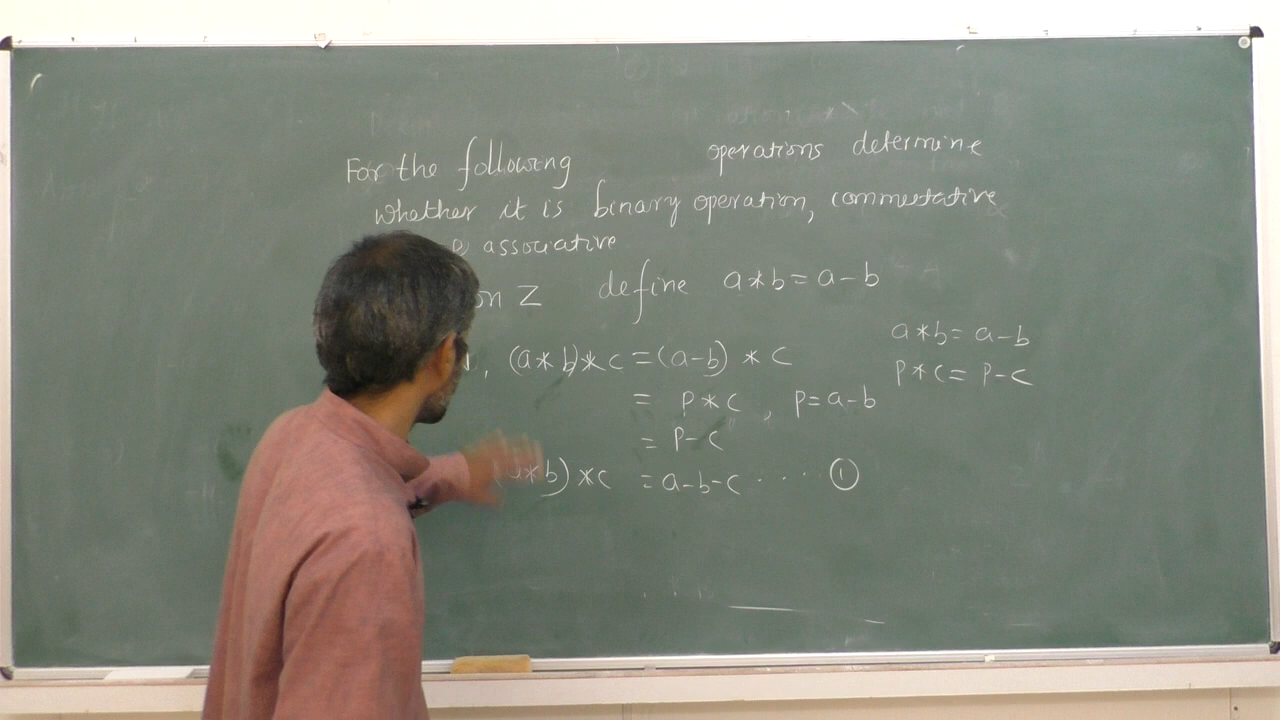 For the following operations determine
whether it is binary operation, commutative
associative
on Z define a*b=a-b
, (a*b)*c=(a-b) *c
= p*c , p=a-b
= p-c
(a*b)*c =a-b-c .... ①
a*b= a-b
p*c= p-c